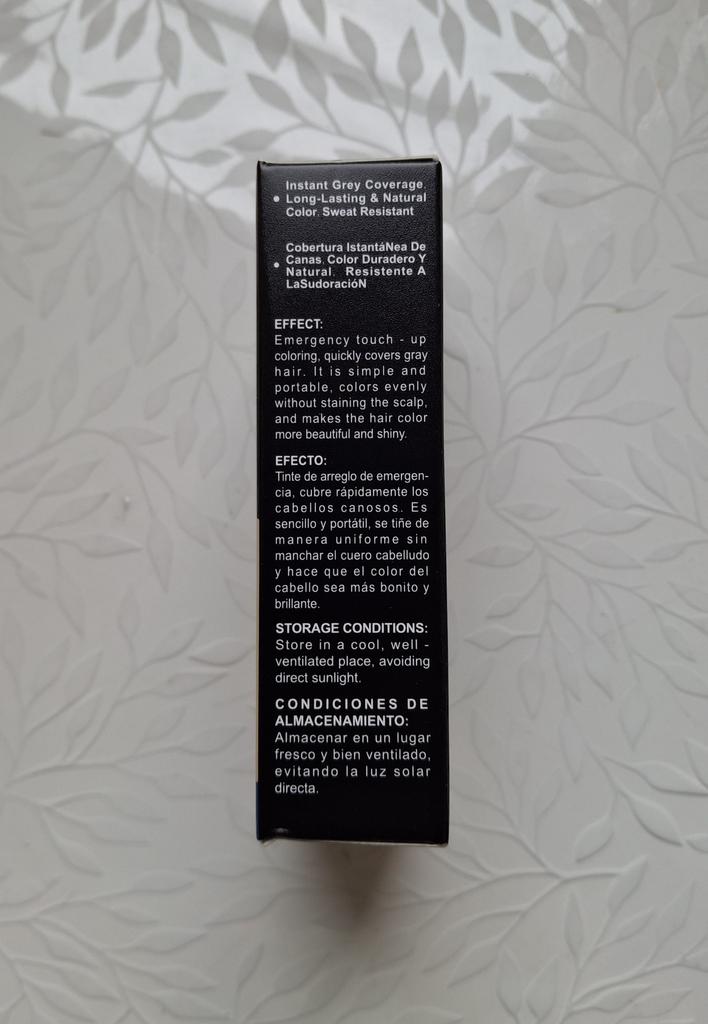 Instant Grey Coverage.
• Long-Lasting & Natural
Color. Sweat Resistant
Cobertura IstantáNea De
• Canas. Color Duradero Y
Natural. Resistente A
LaSudoracióN
EFFECT:
Emergency touch - up
coloring, quickly covers gray
hair. It is simple and
portable, colors evenly
without staining the scalp,
and makes the hair color
more beautiful and shiny.
EFECTO:
Tinte de arreglo de emergen-
cia, cubre rápidamente los
cabellos canosos. Es
sencillo y portátil, se tiñe de
manera uniforme sin
manchar el cuero cabelludo
y hace que el color del
cabello sea más bonito y
brillante.
STORAGE CONDITIONS:
Store in a cool, well -
ventilated place, avoiding
direct sunlight.
CONDICIONES DE
ALMACENAMIENTO:
Almacenar en un lugar
fresco y bien ventilado,
evitando la luz solar
directa.